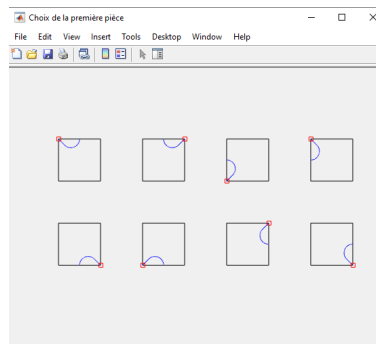 Choix de la première pièce
File Edit View Insert Tools Desktop Window Help